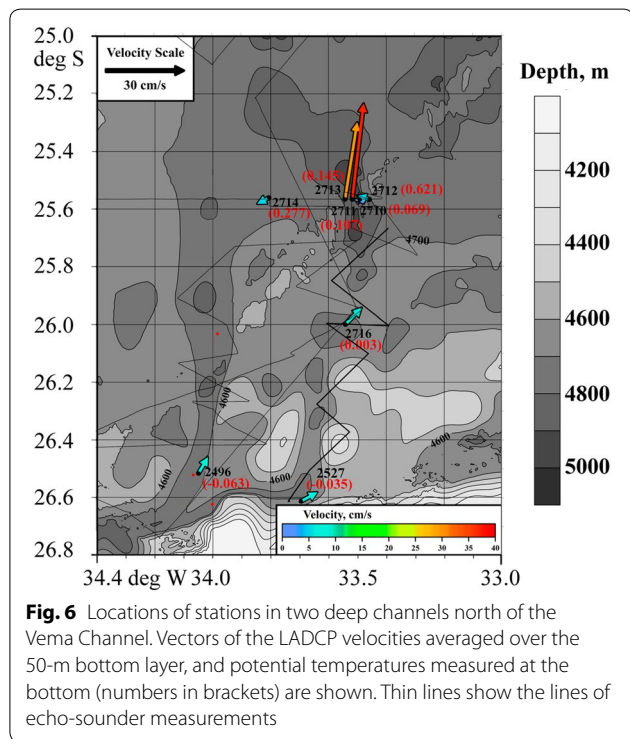 25.0
deg S
25.2
25.4
25.6
25.8
26.0
26.2
26.4
26.6
26.8
Velocity Scale
30 cm/s
Depth, m
4200
4400
4600
4800
5000
(0.145)
2713
2712 (0.621)
2714
(0.277)
2711
2710 (0.069)
(0.107)
4700
2716
(0.003)
4600
4600
4600
4600
2496
(-0.063)
2527
(-0.035)
Velocity, cm/s
0 5 10 15 20 25 30 35 40
34.4 deg W 34.0 33.5 33.0
Fig. 6 Locations of stations in two deep channels north of the
Vema Channel. Vectors of the LADCP velocities averaged over the
50-m bottom layer, and potential temperatures measured at the
bottom (numbers in brackets) are shown. Thin lines show the lines of
echo-sounder measurements